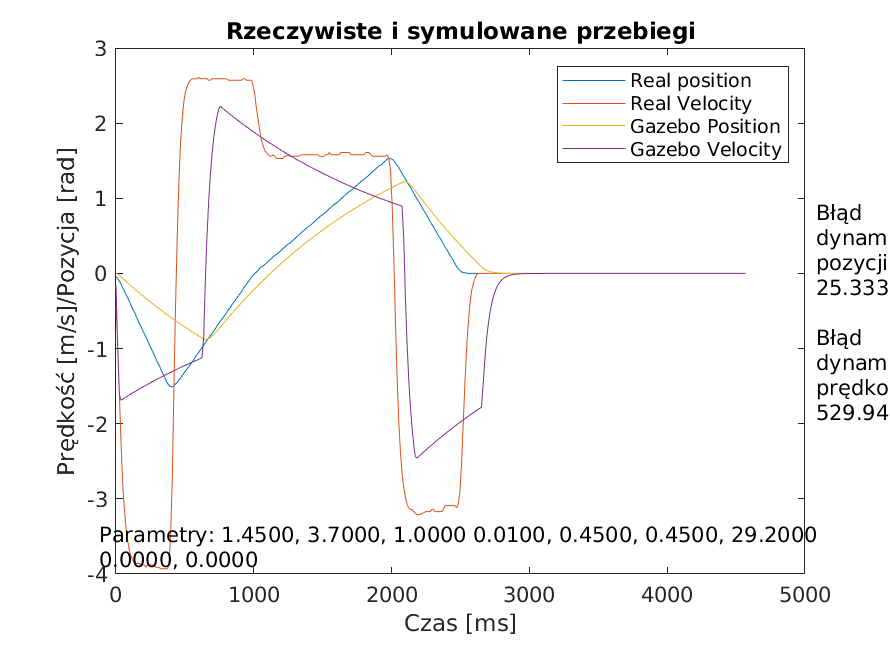 Rzeczywiste i symulowane przebiegi
3
2
1
0
-1
-2
-3
-4
Prędkość [m/s]/Pozycja [rad]
Real position
Real Velocity
Gazebo Position
Gazebo Velocity
Błąd
dynam
pozycji
25.333
Błąd
dynam
prędko
529.94
Parametry: 1.4500, 3.7000, 1.0000 0.0100, 0.4500, 0.4500, 29.2000
0.0000, 0.0000
0 1000 2000 3000 4000 5000
Czas [ms]